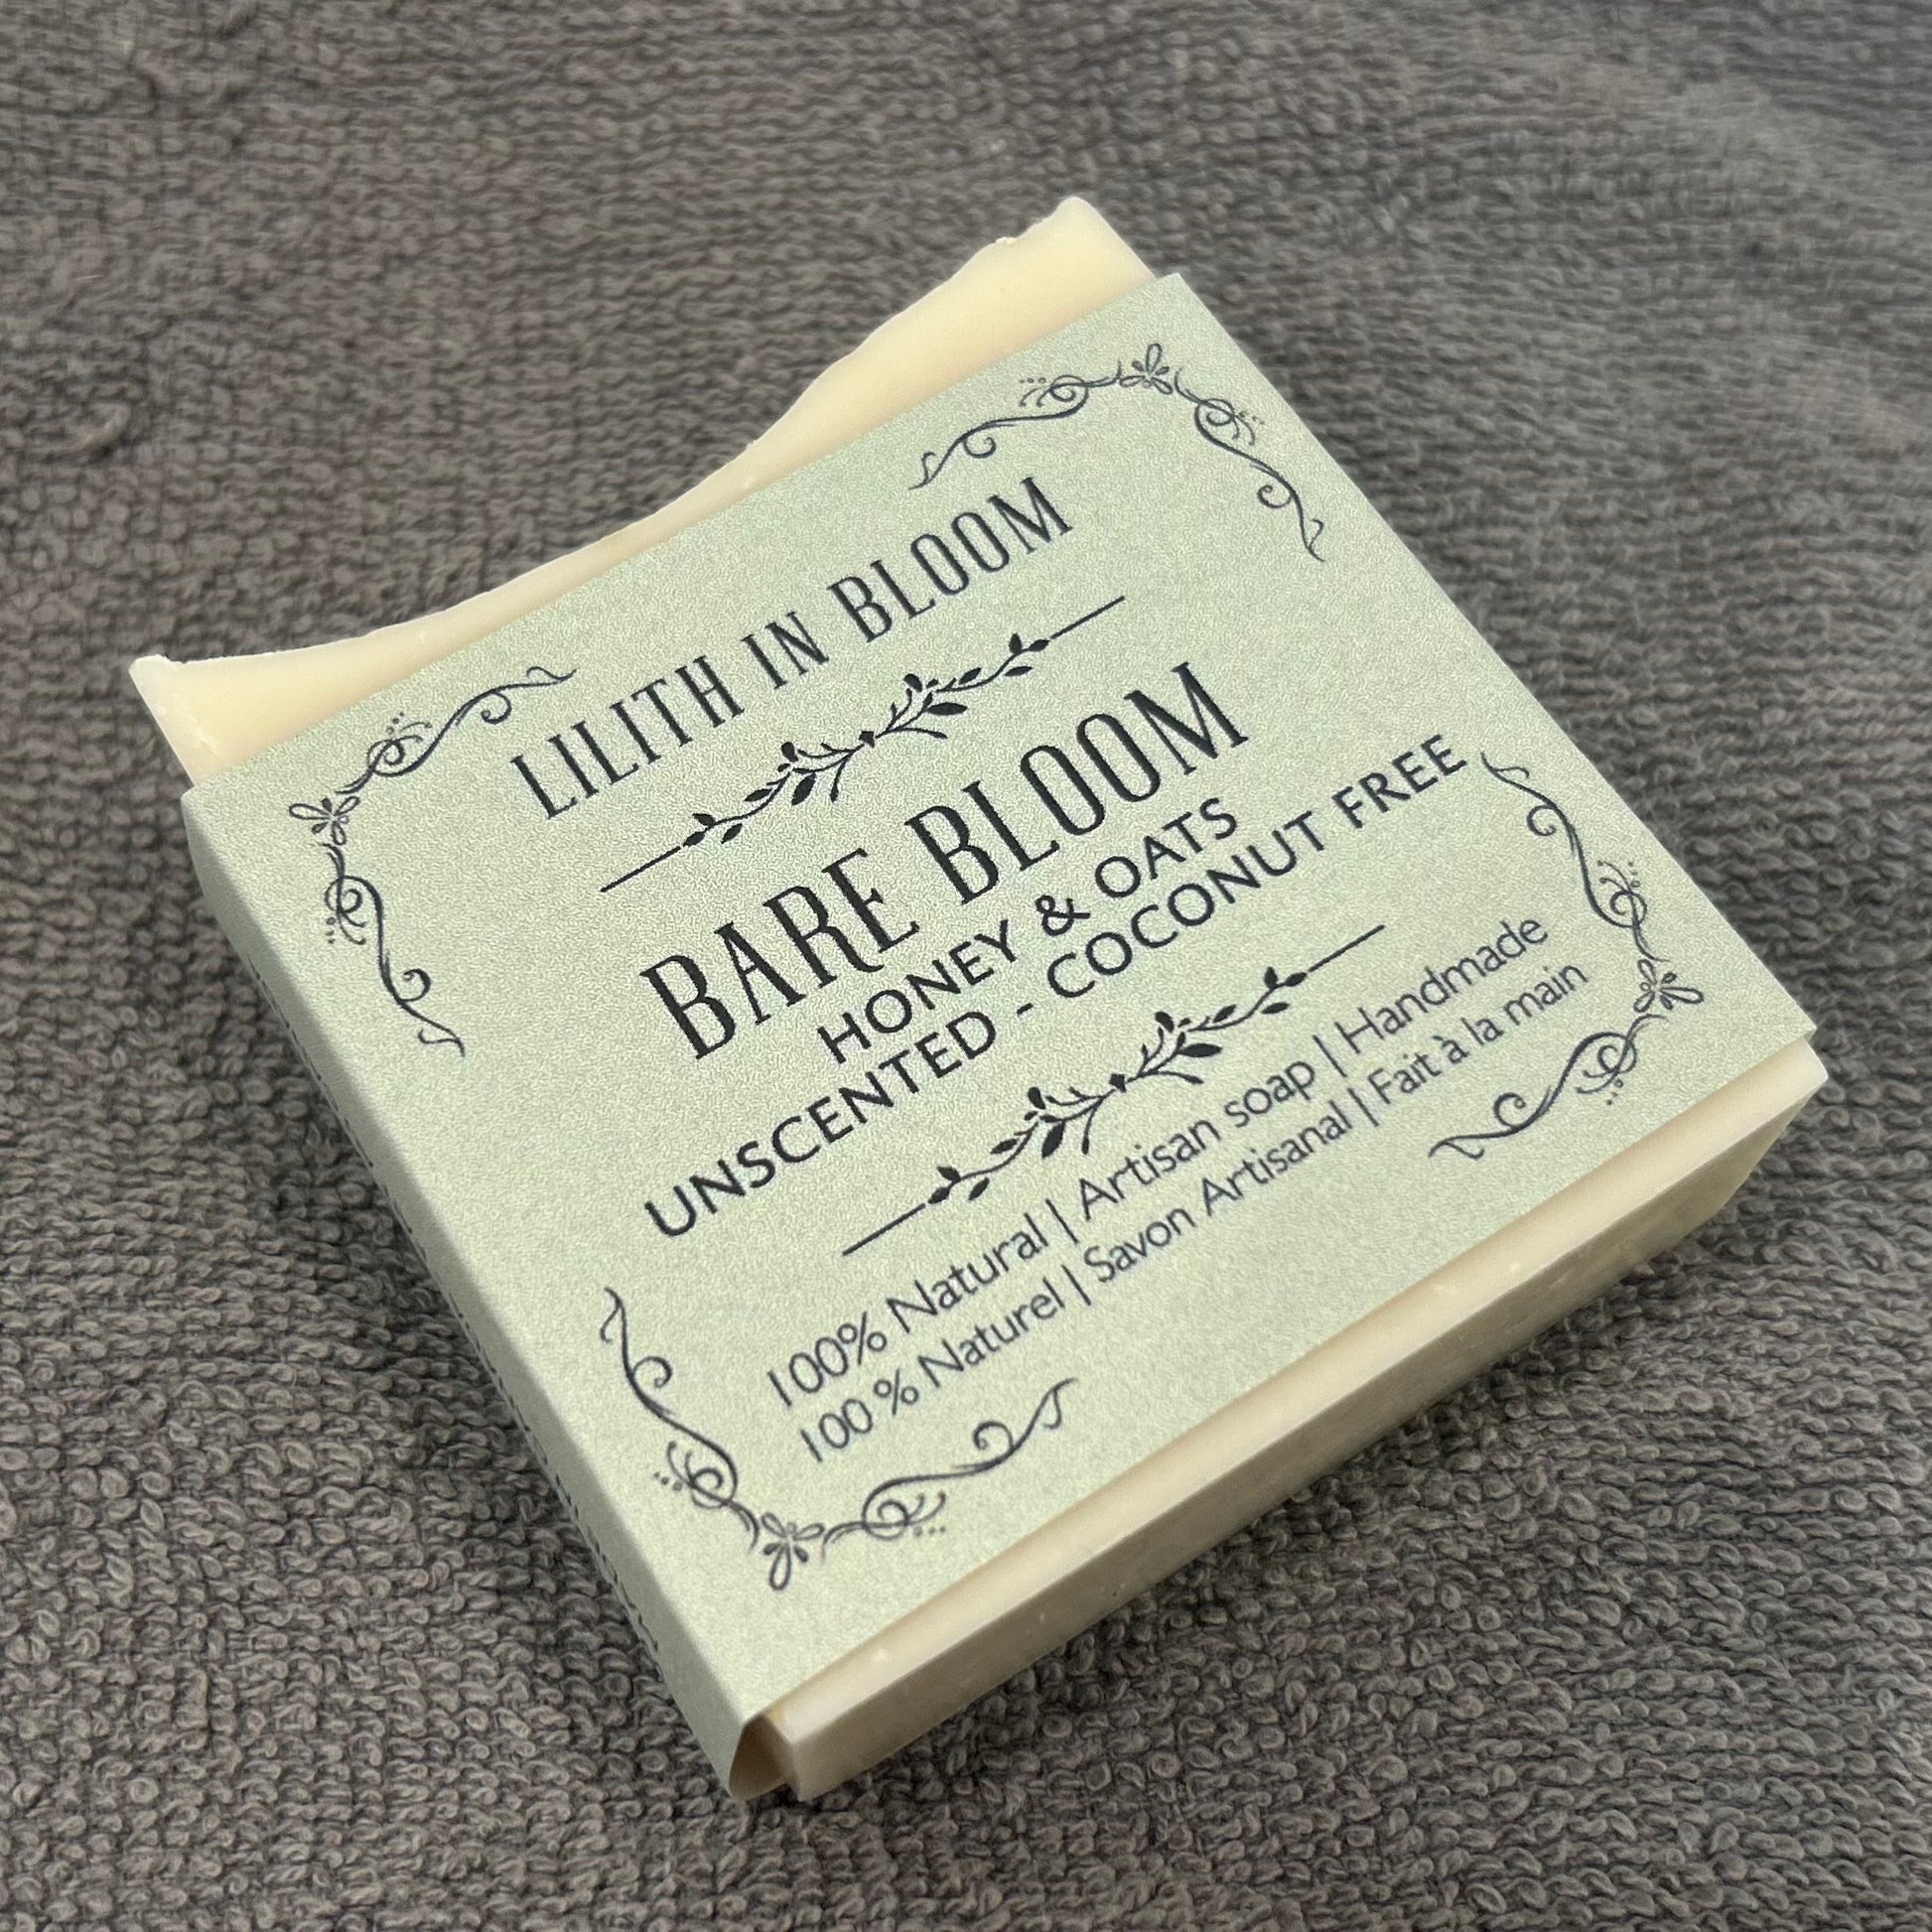 LILITH IN BLOOM
BARE BLOOM
HONEY & OATS
UNSCENTED - COCONUT FREE
100% Natural | Artisan soap | Handmade
100 % Naturel | Savon Artisanal | Fait à la main